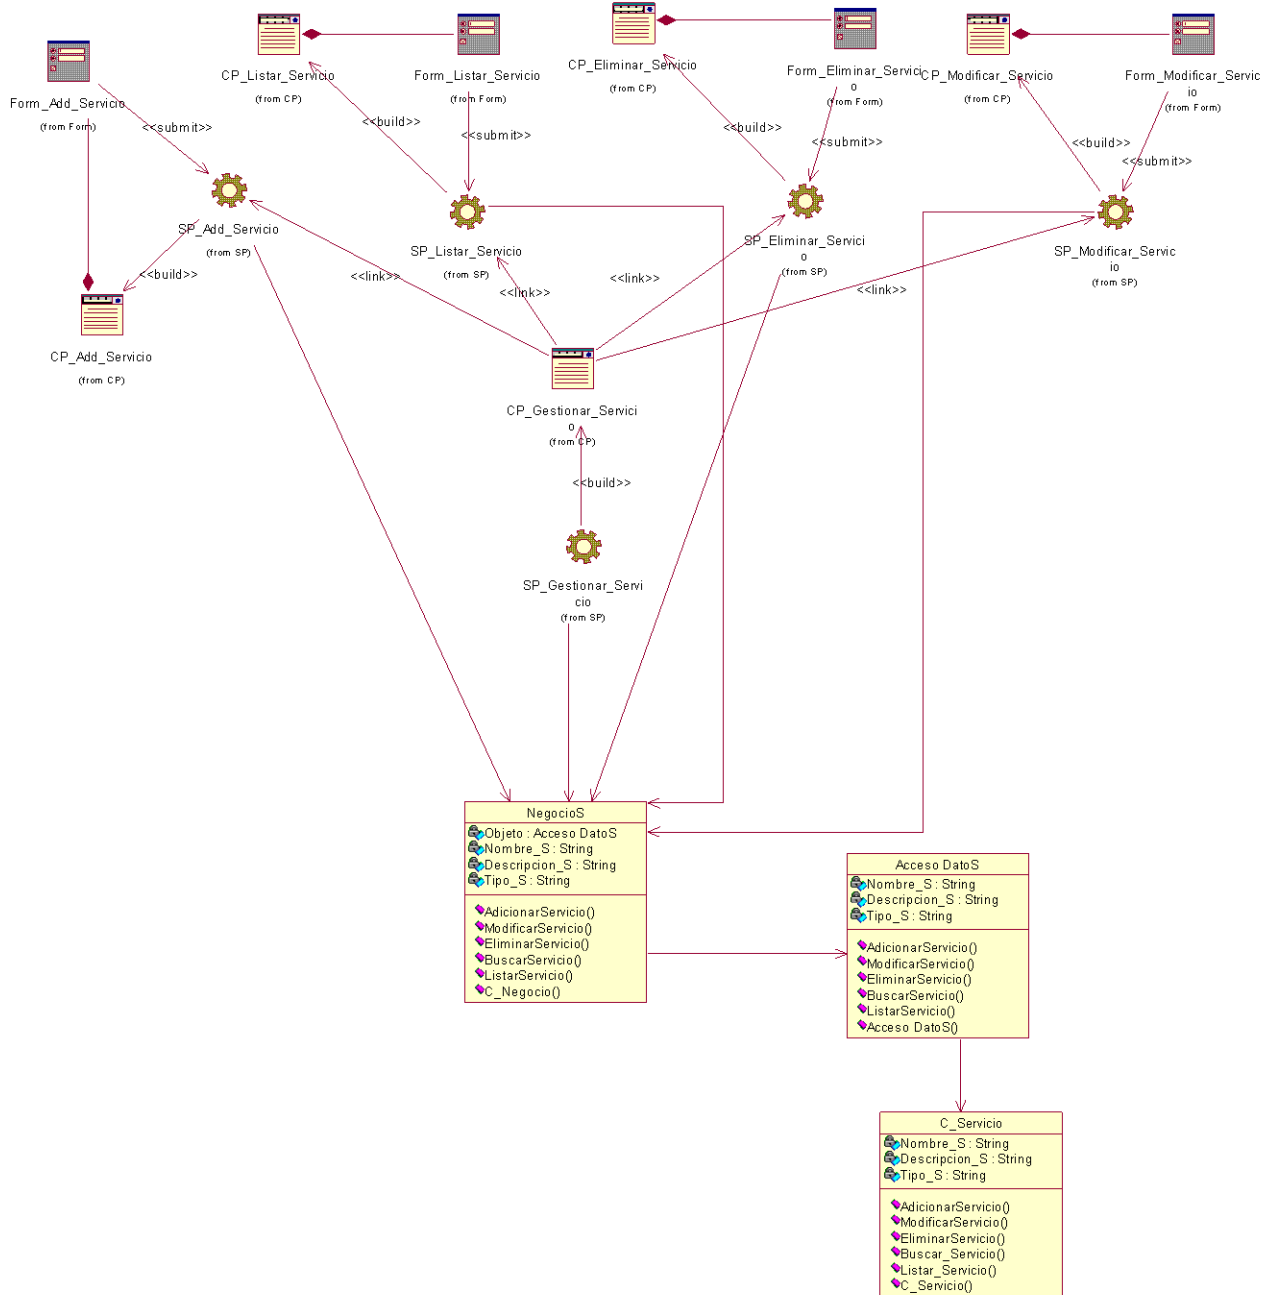 Form_Add_Servicio
(from Form)
CP_Listar_Servicio
(from CP)
Form_Listar_Servicio
(from Form)
CP_Eliminar_Servicio
(from CP)
Form_Eliminar_Servici
o
(from Form)
CP_Modificar_Servicio
(from CP)
Form_Modificar_Servic
io
(from Form)
<<submit>>
<<build>>
<<submit>>
<<build>>
<<submit>>
<<build>>
<<submit>>
SP_Add_Servicio
(from SP)
SP_Listar_Servicio
(from SP)
SP_Eliminar_Servici
o
(from SP)
SP_Modificar_Servic
io
(from SP)
<<build>>
<<link>>
<<link>>
<<link>>
<<link>>
CP_Add_Servicio
(from CP)
CP_Gestionar_Servici
o
(from CP)
<<build>>
SP_Gestionar_Servi
cio
(from SP)
NegocioS
Objeto : Acceso DatoS
Nombre_S : String
Descripcion_S : String
Tipo_S : String
AdicionarServicio()
ModificarServicio()
EliminarServicio()
BuscarServicio()
ListarServicio()
C_Negocio()
Acceso DatoS
Nombre_S : String
Descripcion_S : String
Tipo_S : String
AdicionarServicio()
ModificarServicio()
EliminarServicio()
BuscarServicio()
ListarServicio()
Acceso DatoS()
C_Servicio
Nombre_S : String
Descripcion_S : String
Tipo_S : String
AdicionarServicio()
ModificarServicio()
EliminarServicio()
Buscar_Servicio()
Listar_Servicio()
C_Servicio()